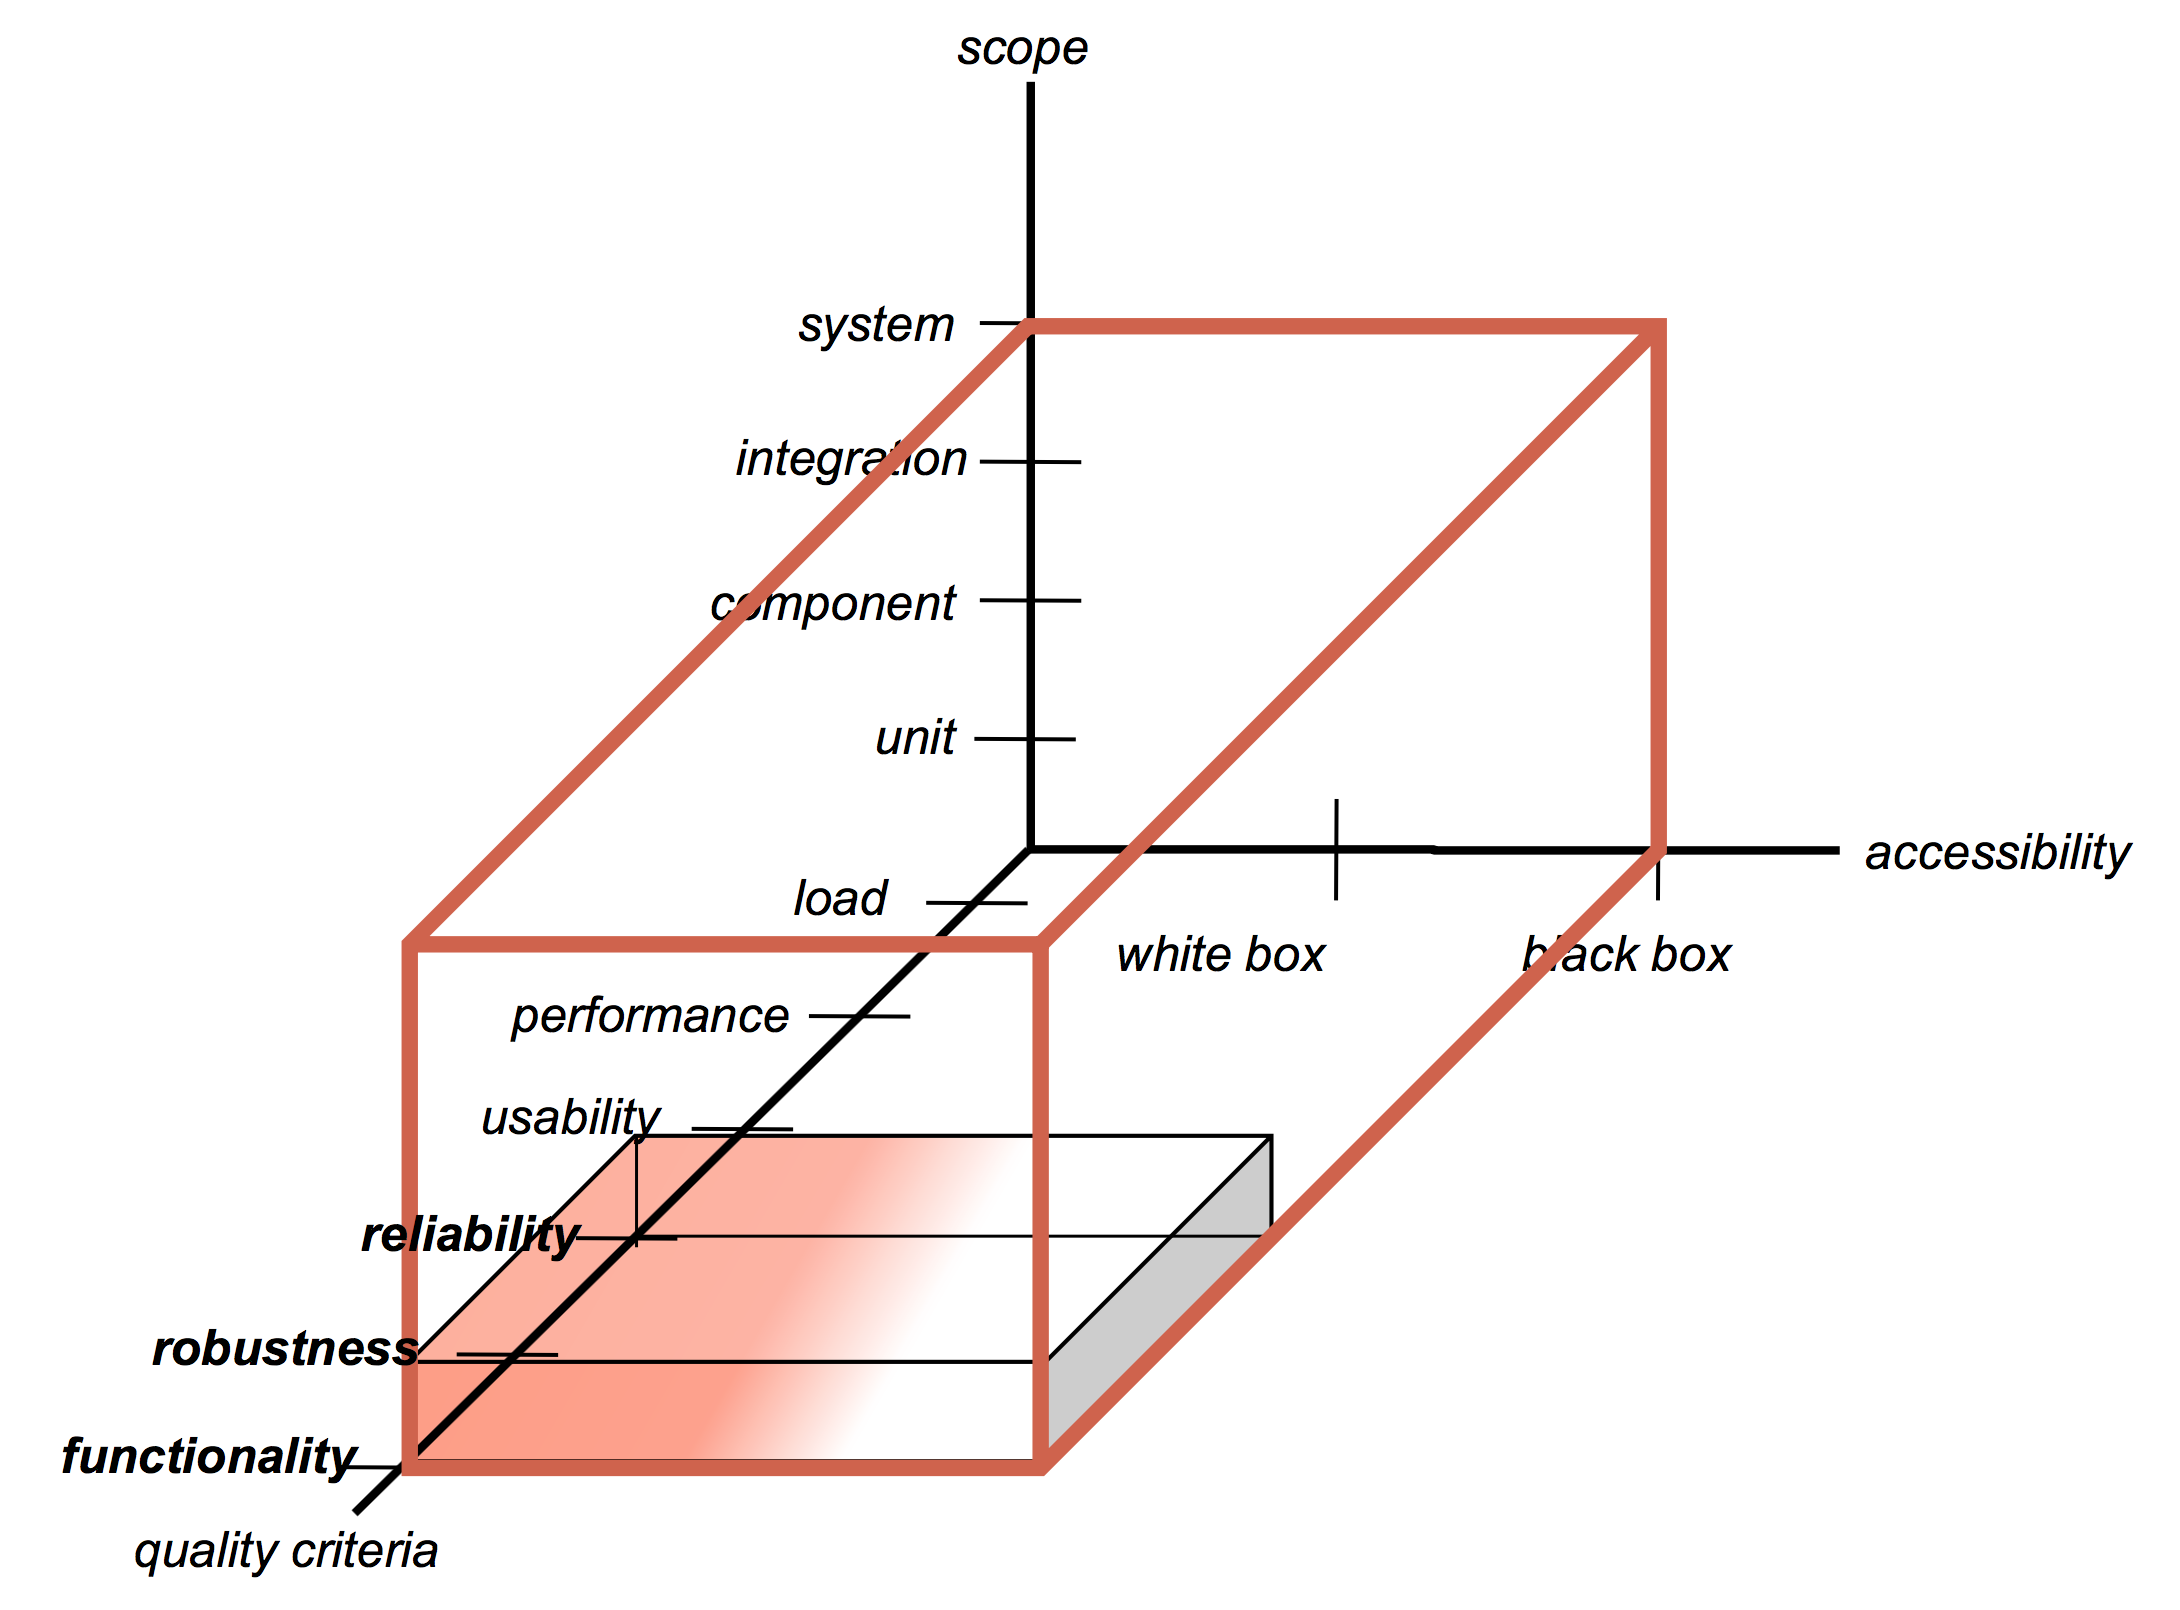 scope
system
integration
component
unit
accessibility
load
white box
black box
performance
usability
reliability
robustness
functionality
quality criteria